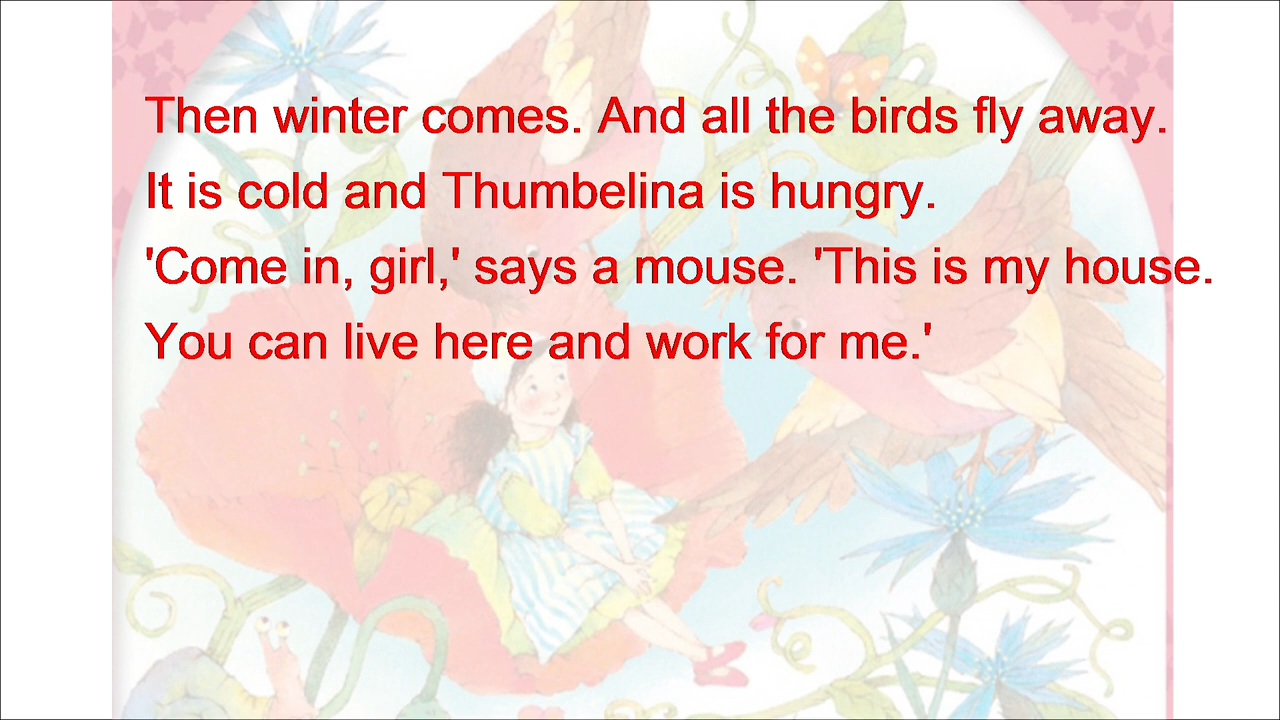 Then winter comes. And all the birds fly away.
It is cold and Thumbelina is hungry.
'Come in, girl,' says a mouse. 'This is my house.
You can live here and work for me.'